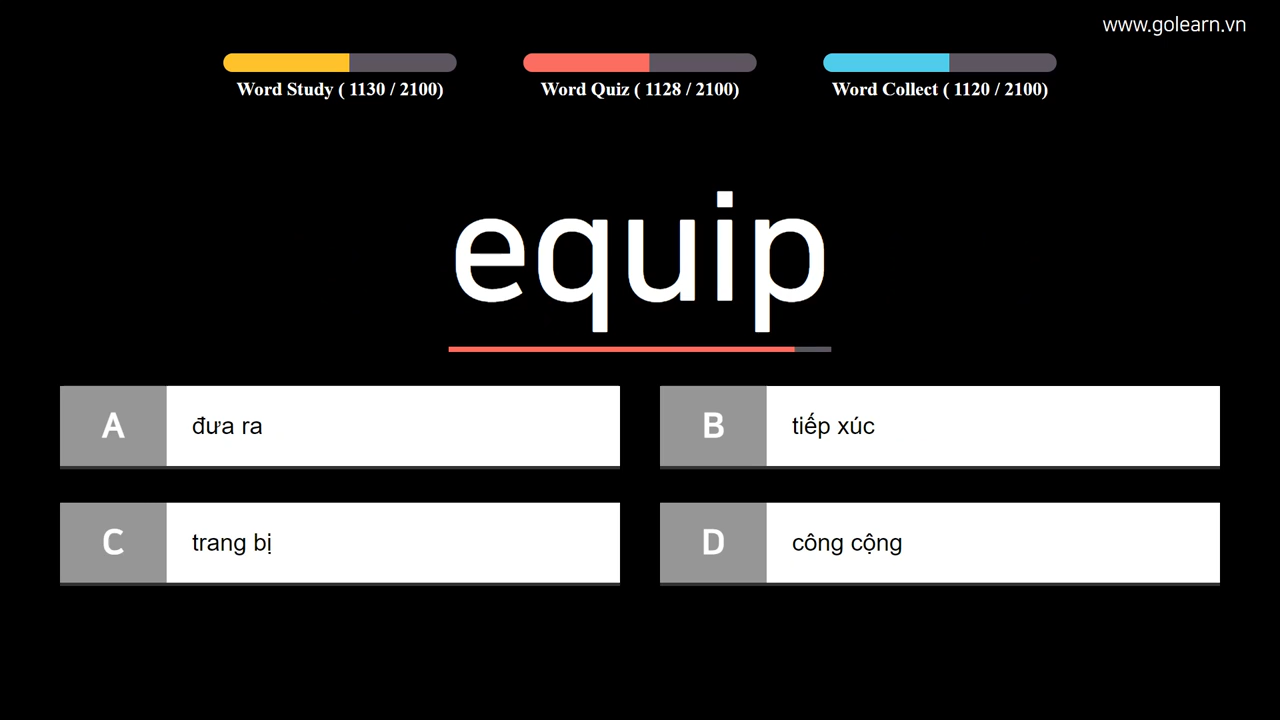 www.golearn.vn
Word Study ( 1130 / 2100)
Word Quiz ( 1128 / 2100)
Word Collect ( 1120 / 2100)
equip
A đưa ra
B tiếp xúc
C trang bị
D công cộng